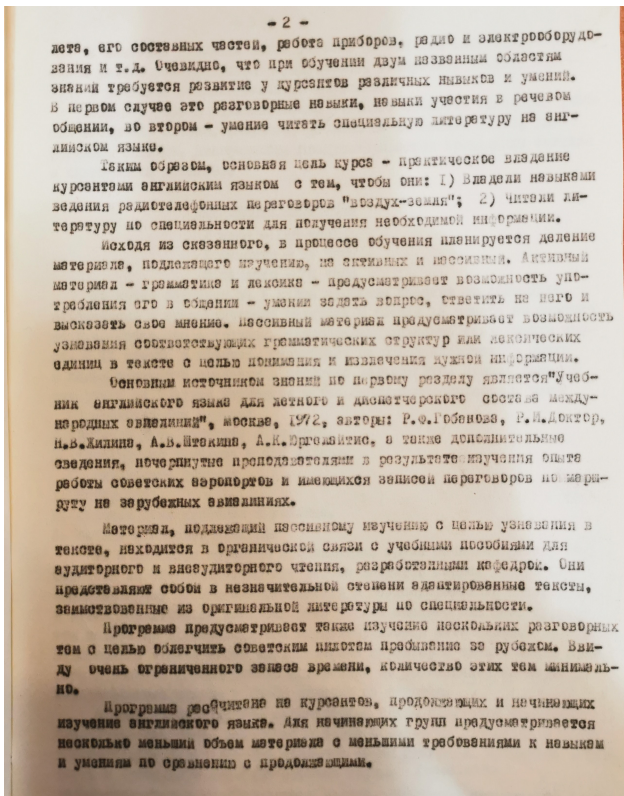 - 2 -
лета, его составных частей, работа приборов, радио и электрооборудо-
вания и т.д. Очевидно, что при обучении двум названным областям
знаний требуется развитие у курсантов различных навыков и умений.
В первом случае это разговорные навыки, навыки участия в речевом
общении, во втором - умение читать специальную литературу на анг-
лийском языке.
Таким образом, основная цель курса - практическое владение
курсантами английским языком с тем, чтобы они: 1) Владели навыками
ведения радиотелефонных переговоров "воздух-земля"; 2) Читали ли-
тературу по специальности для получения необходимой информации.
Исходя из сказанного, в процессе обучения планируется деление
материала, подлежащего изучению, на активный и пассивный. Активный
материал - грамматика и лексика - предусматривает возможность упо-
требления его в общении - умении задать вопрос, ответить на него и
высказать свое мнение. Пассивный материал предусматривает возможность
узнавания соответствующих грамматических структур или лексических
единиц в тексте с целью понимания и извлечения нужной информации.
Основным источником знаний по первому разделу является"Учеб-
ник английского языка для летного и диспетчерского состава между-
народных авиалиний", Москва, 1972, авторы: Р.Ф.Гобанова, Р.И.Доктор,
Н.В.Жилина, А.В.Штакина, А.К.Юргелайтис, а также дополнительные
сведения, почерпнутые преподавателями в результате изучения опыта
работы советских аэропортов и имеющихся записей переговоров по марш-
руту на зарубежных авиалиниях.
Материал, подлежащий пассивному изучению с целью узнавания в
тексте, находится в органической связи с учебными пособиями для
аудиторного и внеаудиторного чтения, разработанными кафедрой. Они
представляют собой в незначительной степени адаптированные тексты,
заимствованные из оригинальной литературы по специальности.
Программа предусматривает также изучение нескольких разговорных
тем с целью облегчить советским пилотам пребывание за рубежом. Вви-
ду очень ограниченного запаса времени, количество этих тем минималь-
но.
Программа рассчитана на курсантов, продолжающих и начинающих
изучение английского языка. Для начинающих групп предусматривается
несколько меньший объем материала с меньшими требованиями к навыкам
и умениям по сравнению с продолжающими.